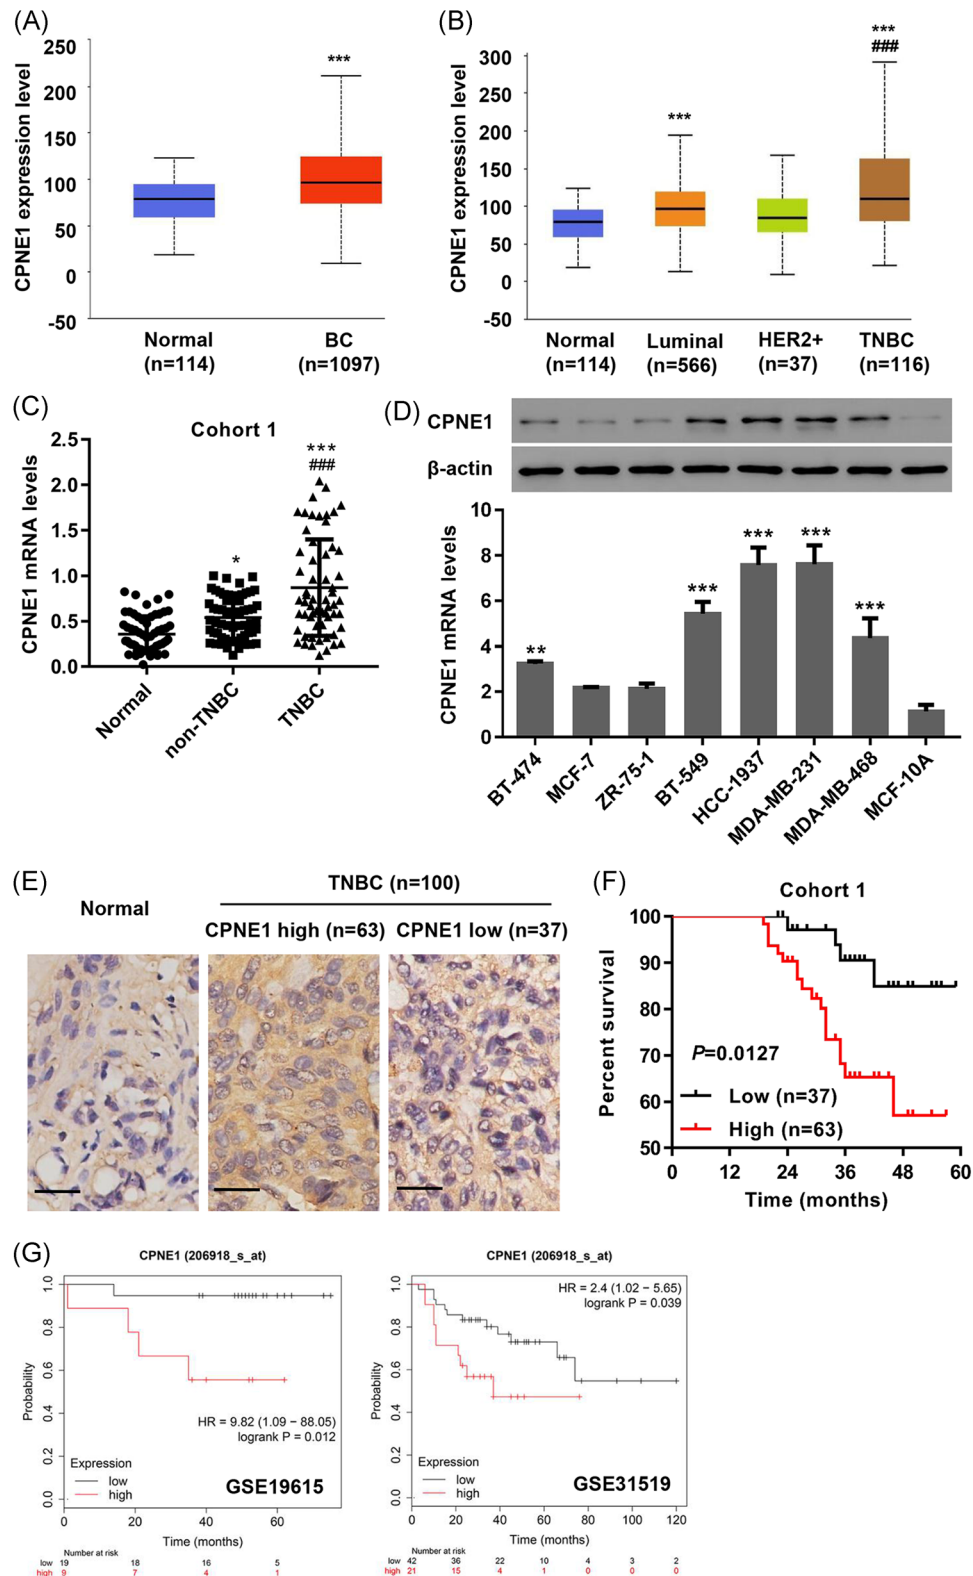 (A)
CPNE1 expression level
250
200
150
100
50
0
-50
***
Normal
(n=114)
BC
(n=1097)
(B)
CPNE1 expression level
300
250
200
150
100
50
0
-50
***
***
###
Normal
(n=114)
Luminal
(n=566)
HER2+
(n=37)
TNBC
(n=116)
(C)
Cohort 1
CPNE1 mRNA levels
2.5
2.0
1.5
1.0
0.5
0.0
*
***
###
Normal
non-TNBC
TNBC
(D)
CPNE1
β-actin
CPNE1 mRNA levels
10
8
6
4
2
0
**
***
***
***
***
BT-474
MCF-7
ZR-75-1
BT-549
HCC-1937
MDA-MB-231
MDA-MB-468
MCF-10A
(E)
Normal
TNBC (n=100)
CPNE1 high (n=63)
CPNE1 low (n=37)
(F)
Cohort 1
Percent survival
100
90
80
70
60
50
P=0.0127
Low (n=37)
High (n=63)
0 12 24 36 48 60
Time (months)
(G)
CPNE1 (206918_s_at)
Probability
1.0
0.8
0.6
0.4
0.2
0.0
HR = 9.82 (1.09 − 88.05)
logrank P = 0.012
Expression
low
high
GSE19615
0 20 40 60
Time (months)
Number at risk
low 19 18 16 5
high 9 7 4 1
CPNE1 (206918_s_at)
Probability
1.0
0.8
0.6
0.4
0.2
0.0
HR = 2.4 (1.02 − 5.65)
logrank P = 0.039
Expression
low
high
GSE31519
0 20 40 60 80 100 120
Time (months)
Number at risk
low 42 36 22 10 4 3 2
high 21 15 4 1 0 0 0